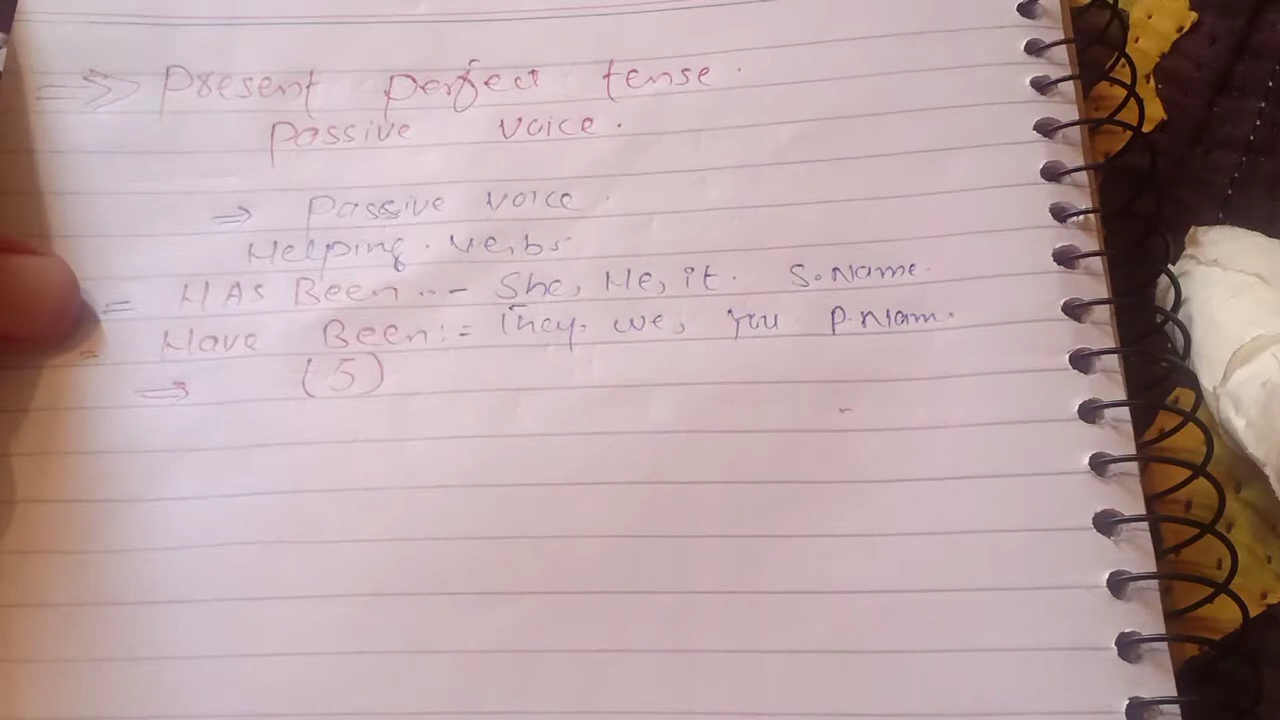 ⇒ Present perfect tense.
Passive voice.
⇒ Passive voice.
Helping verbs
= HAS Been..- She, He, it. S.Name.
= Have Been:= They, we, you P.Nam.
⇒ (5)